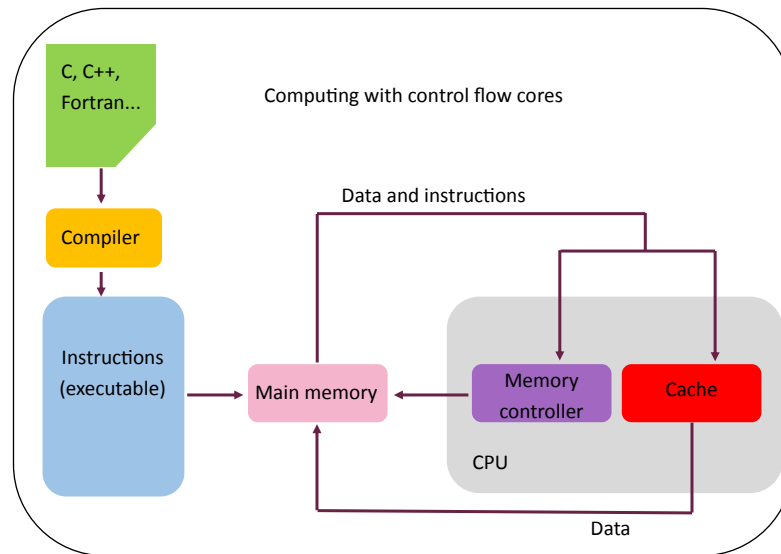 C, C++,
Fortran...
Computing with control flow cores
Data and instructions
Compiler
Instructions
(executable)
Main memory
Memory
controller
Cache
CPU
Data